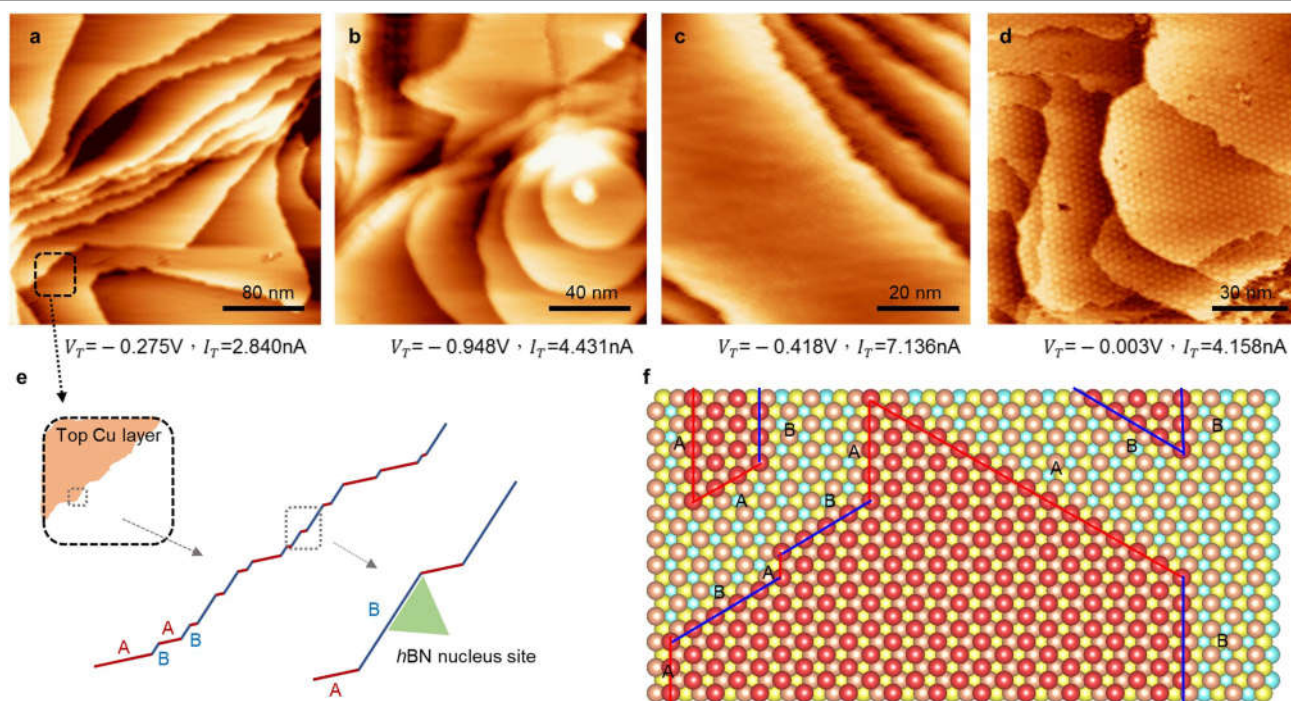 a
b
c
d
80 nm
40 nm
20 nm
30 nm
V_T= − 0.275V , I_T=2.840nA
V_T= − 0.948V , I_T=4.431nA
V_T= − 0.418V , I_T=7.136nA
V_T= − 0.003V , I_T=4.158nA
e
Top Cu layer
A
A
B
B
B
A
hBN nucleus site
f
A
B
A
A
B
A
B
B
A
B
B
A